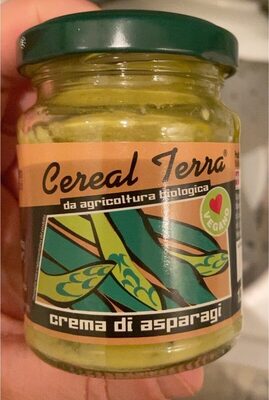 Cereal Terra®
da agricoltura biologica
VEGANO
crema di asparagi